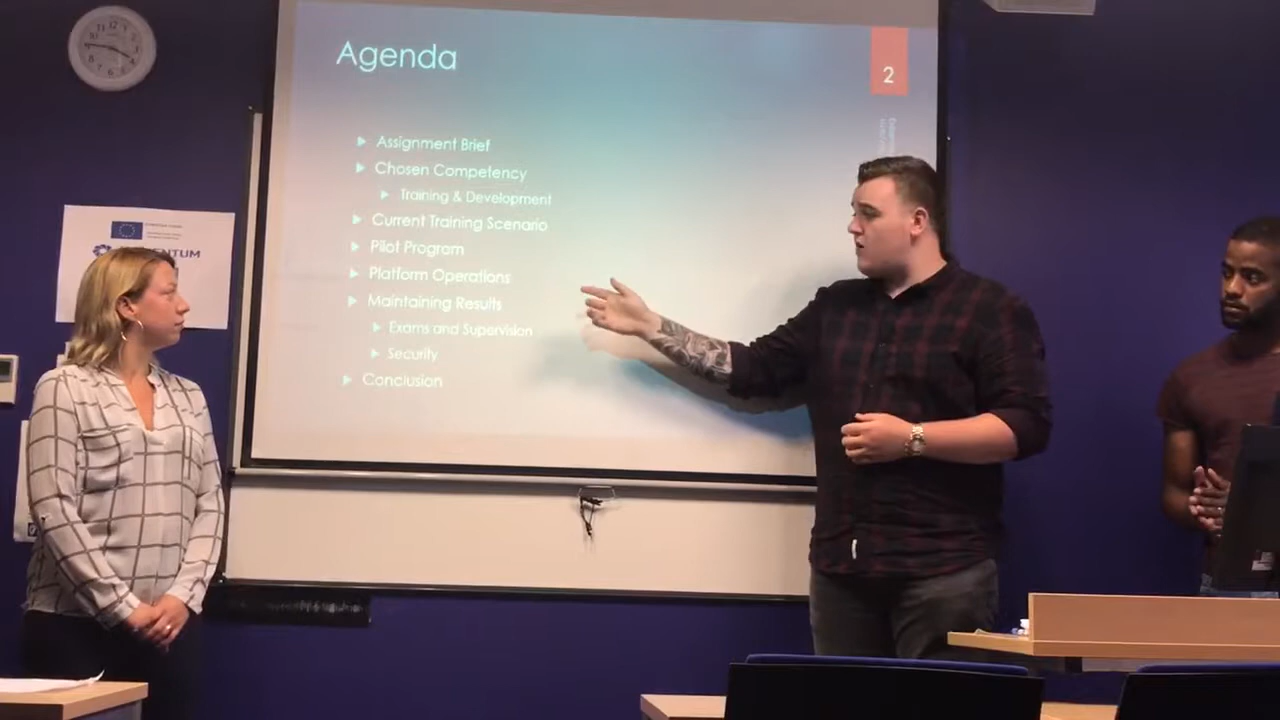 Agenda
2
Assignment Brief
Chosen Competency
Training & Development
Current Training Scenario
Pilot Program
Platform Operations
Maintaining Results
Exams and Supervision
Security
Conclusion